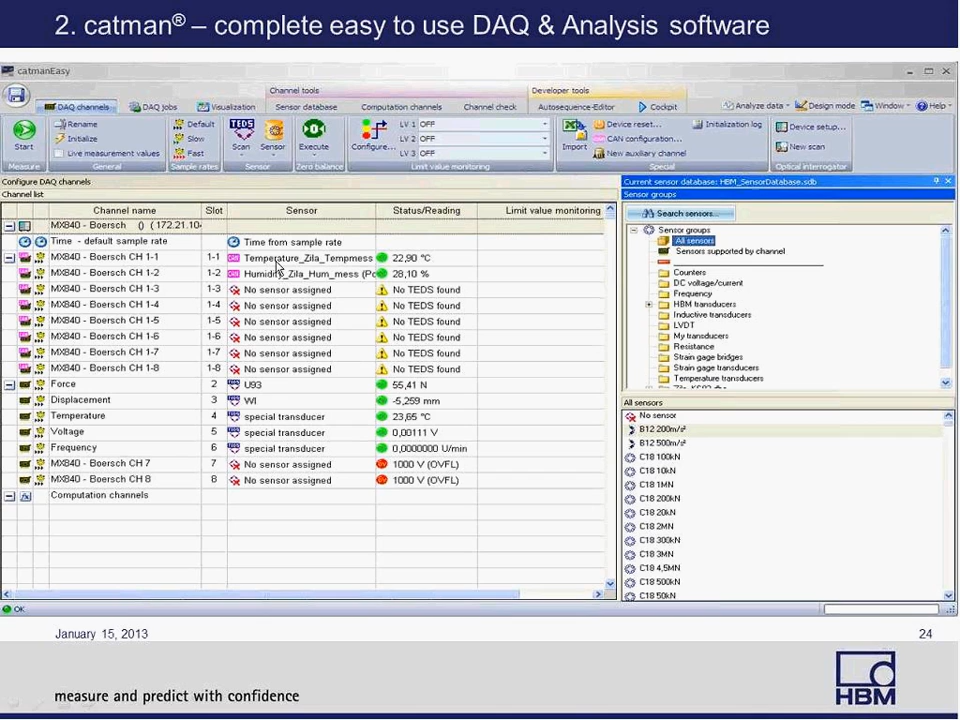 2. catman® – complete easy to use DAQ & Analysis software
catmanEasy
Channel tools Developer tools
DAQ channels DAQ jobs Visualization Sensor database Computation channels Channel check Autosequence-Editor Cockpit Analyze data Design mode Window Help
Rename Default TEDS LV 1 OFF Device reset... Initialization log Device setup...
Initialize Slow LV 2 OFF CAN configuration...
Start Scan Sensor Execute Configure... Import New scan
Live measurement values Fast LV 3 OFF New auxiliary channel
Measure General Sample rates Sensor Zero balance Limit value monitoring Special Optical interrogator
Configure DAQ channels Current sensor database: HBM_SensorDatabase.sdb
Channel list Sensor groups
Channel name Slot Sensor Status/Reading Limit value monitoring
MX840 - Boersch () ( 172.21.10
Time - default sample rate Time from sample rate
MX840 - Boersch CH 1-1 1-1 Temperature_Zila_Tempmess 22,90 °C
MX840 - Boersch CH 1-2 1-2 Humidity_Zila_Hum_mess (Po 28,10 %
MX840 - Boersch CH 1-3 1-3 No sensor assigned No TEDS found
MX840 - Boersch CH 1-4 1-4 No sensor assigned No TEDS found
MX840 - Boersch CH 1-5 1-5 No sensor assigned No TEDS found
MX840 - Boersch CH 1-6 1-6 No sensor assigned No TEDS found
MX840 - Boersch CH 1-7 1-7 No sensor assigned No TEDS found
MX840 - Boersch CH 1-8 1-8 No sensor assigned No TEDS found
Force 2 U93 55,41 N
Displacement 3 WI -5,259 mm
Temperature 4 special transducer 23,65 °C
Voltage 5 special transducer 0,00111 V
Frequency 6 special transducer 0,0000000 U/min
MX840 - Boersch CH 7 7 No sensor assigned 1000 V (OVFL)
MX840 - Boersch CH 8 8 No sensor assigned 1000 V (OVFL)
Computation channels
Search sensors...
Sensor groups
All sensors
Sensors supported by channel
Counters
DC voltage/current
Frequency
HBM transducers
Inductive transducers
LVDT
My transducers
Resistance
Strain gage bridges
Strain gage transducers
Temperature transducers
All sensors
No sensor
B12 200m/s²
B12 500m/s²
C18 100kN
C18 10kN
C18 1MN
C18 200kN
C18 20kN
C18 2MN
C18 300kN
C18 3MN
C18 4,5MN
C18 500kN
C18 50kN
OK
January 15, 2013 24
measure and predict with confidence
HBM